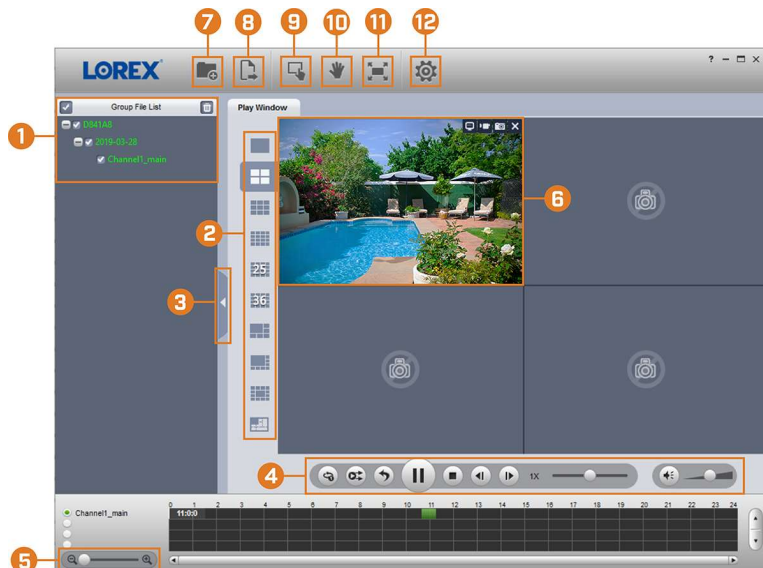 7 8 9 10 11 12
LOREX
? – □ ×
1
Group File List
Play Window
D841A8
2019-03-28
Channel1_main
2
25
36
3
6
4
1X
0 1 2 3 4 5 6 7 8 9 10 11 12 13 14 15 16 17 18 19 20 21 22 23 24
Channel1_main
11:0:0
5